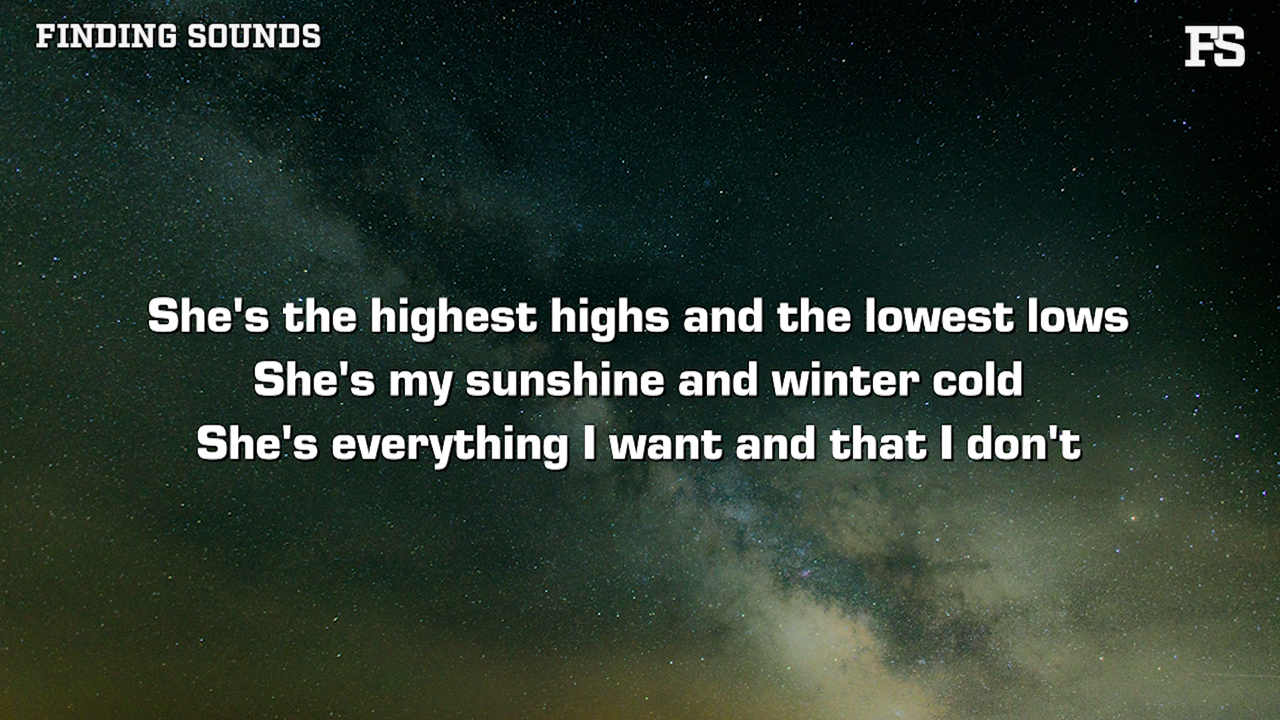 FINDING SOUNDS
FS
She's the highest highs and the lowest lows
She's my sunshine and winter cold
She's everything I want and that I don't